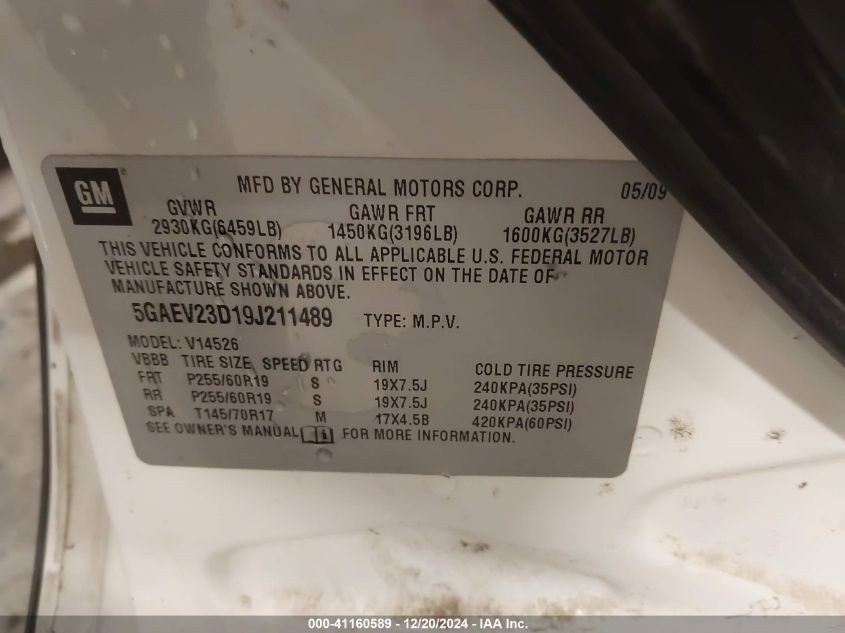 GM
MFD BY GENERAL MOTORS CORP. 05/09
GVWR GAWR FRT GAWR RR
2930KG(6459LB) 1450KG(3196LB) 1600KG(3527LB)
THIS VEHICLE CONFORMS TO ALL APPLICABLE U.S. FEDERAL MOTOR
VEHICLE SAFETY STANDARDS IN EFFECT ON THE DATE OF
MANUFACTURE SHOWN ABOVE.
5GAEV23D19J211489 TYPE: M.P.V.
MODEL: V14526
VBBB TIRE SIZE SPEED RTG RIM COLD TIRE PRESSURE
FRT P255/60R19 S 19X7.5J 240KPA(35PSI)
RR P255/60R19 S 19X7.5J 240KPA(35PSI)
SPA T145/70R17 M 17X4.5B 420KPA(60PSI)
SEE OWNER'S MANUAL FOR MORE INFORMATION.
000-41160589 - 12/20/2024 - IAA Inc.